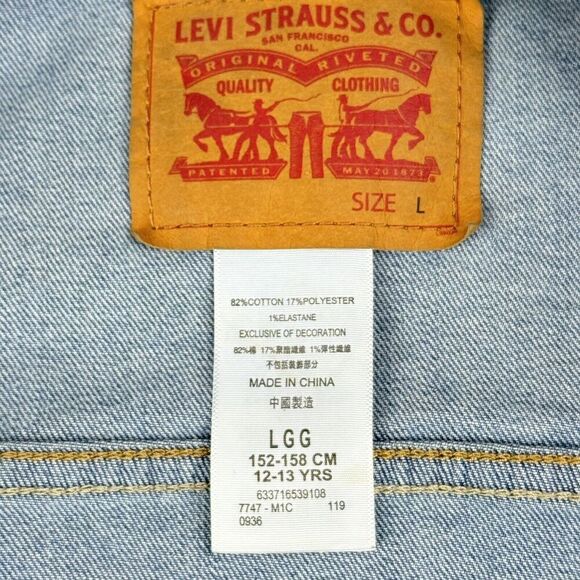 LEVI STRAUSS & CO.
SAN FRANCISCO
CAL.
ORIGINAL RIVETED
QUALITY CLOTHING
PATENTED MAY 20 1873
SIZE L
82%COTTON 17%POLYESTER
1%ELASTANE
EXCLUSIVE OF DECORATION
82%棉 17%聚酯纖維 1%彈性纖維
不包括裝飾部分
MADE IN CHINA
中國製造
LGG
152-158 CM
12-13 YRS
633716539108
7747 - M1C 119
0936